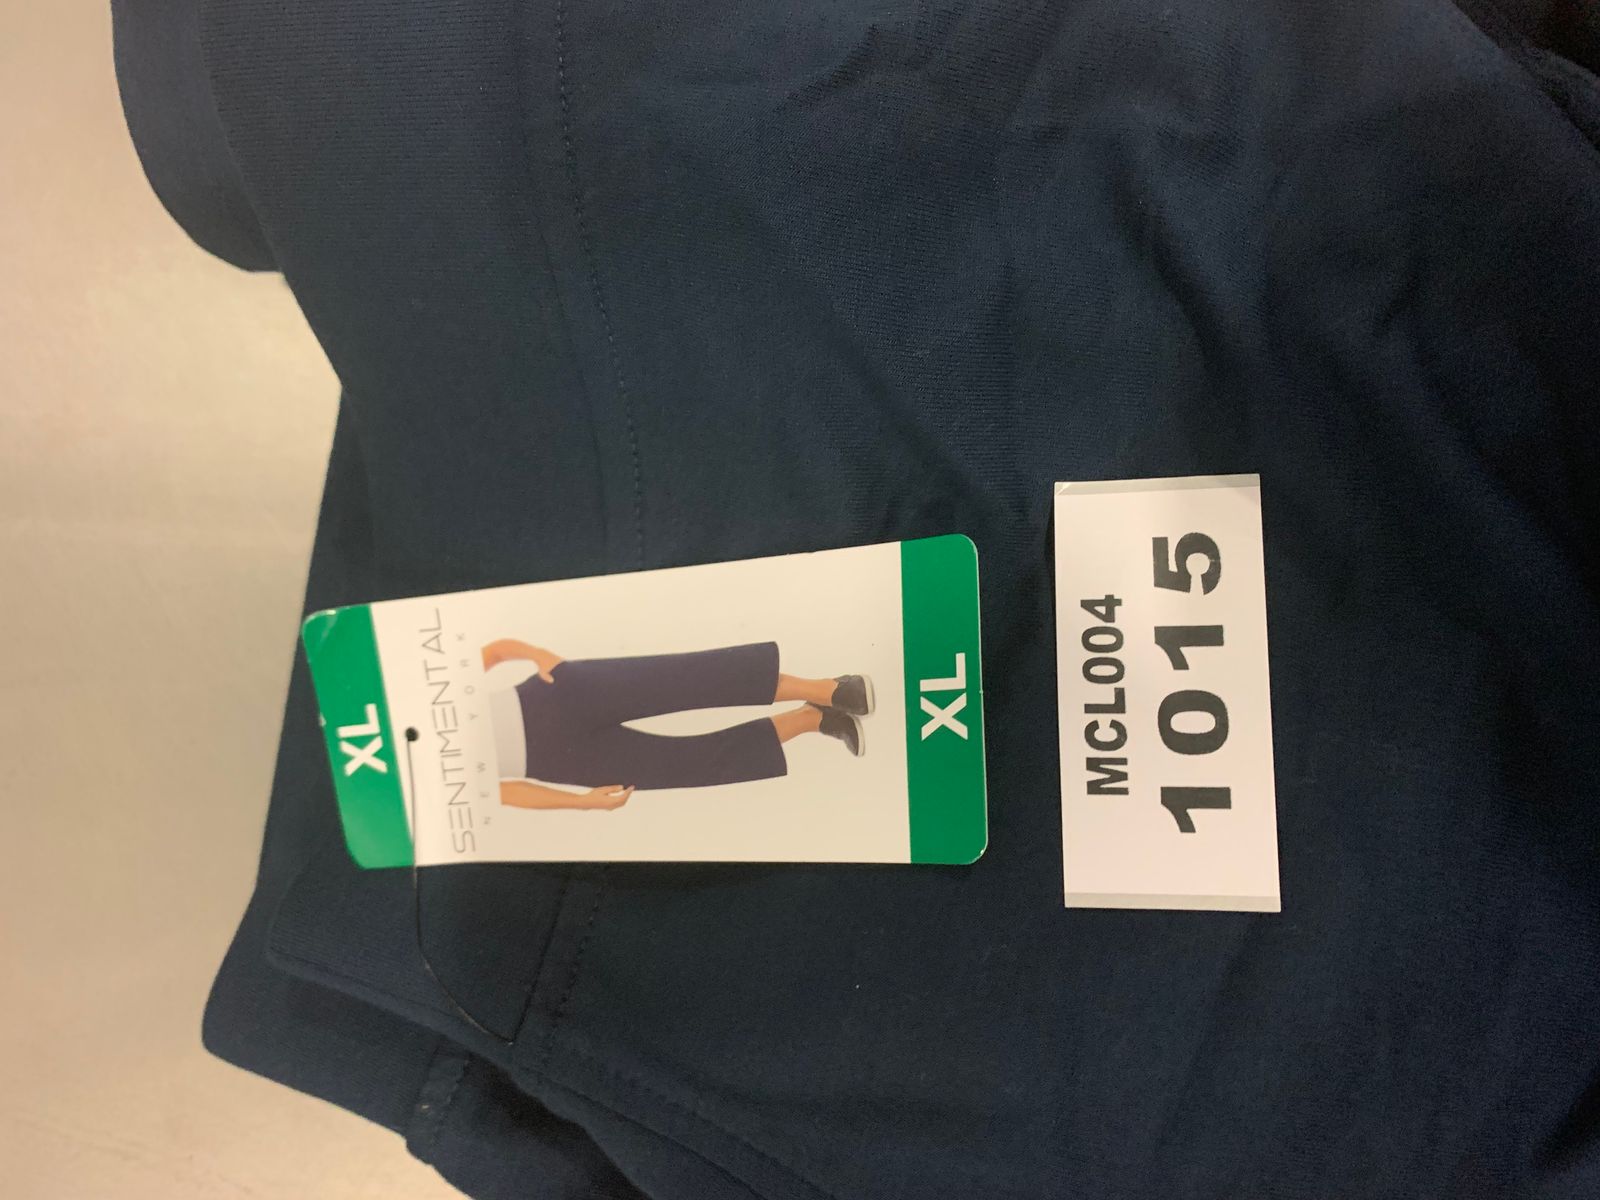 XL
SENTIMENTAL
NEW YORK
XL
MCL004
1015